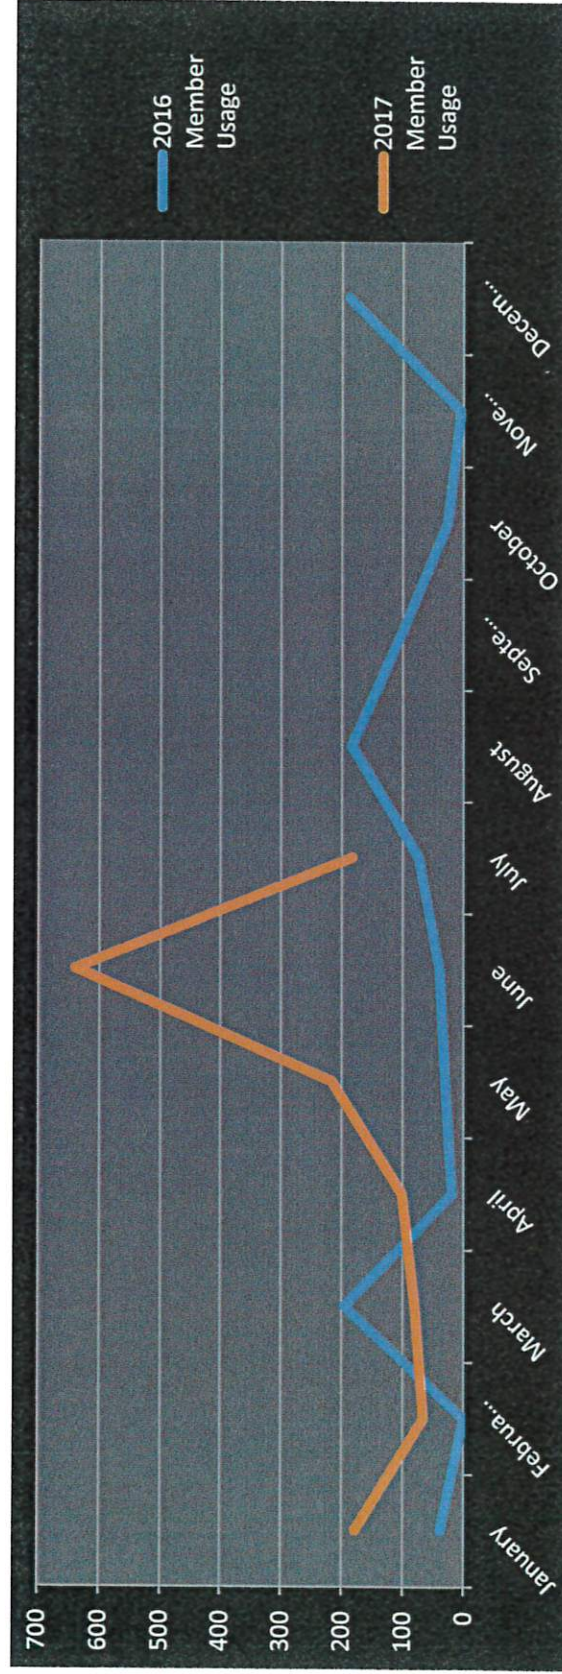 700
600
500
400
300
200
100
0
January
Februa...
March
April
May
June
July
August
Septe...
October
Nove...
Decem...
2016
Member
Usage
2017
Member
Usage